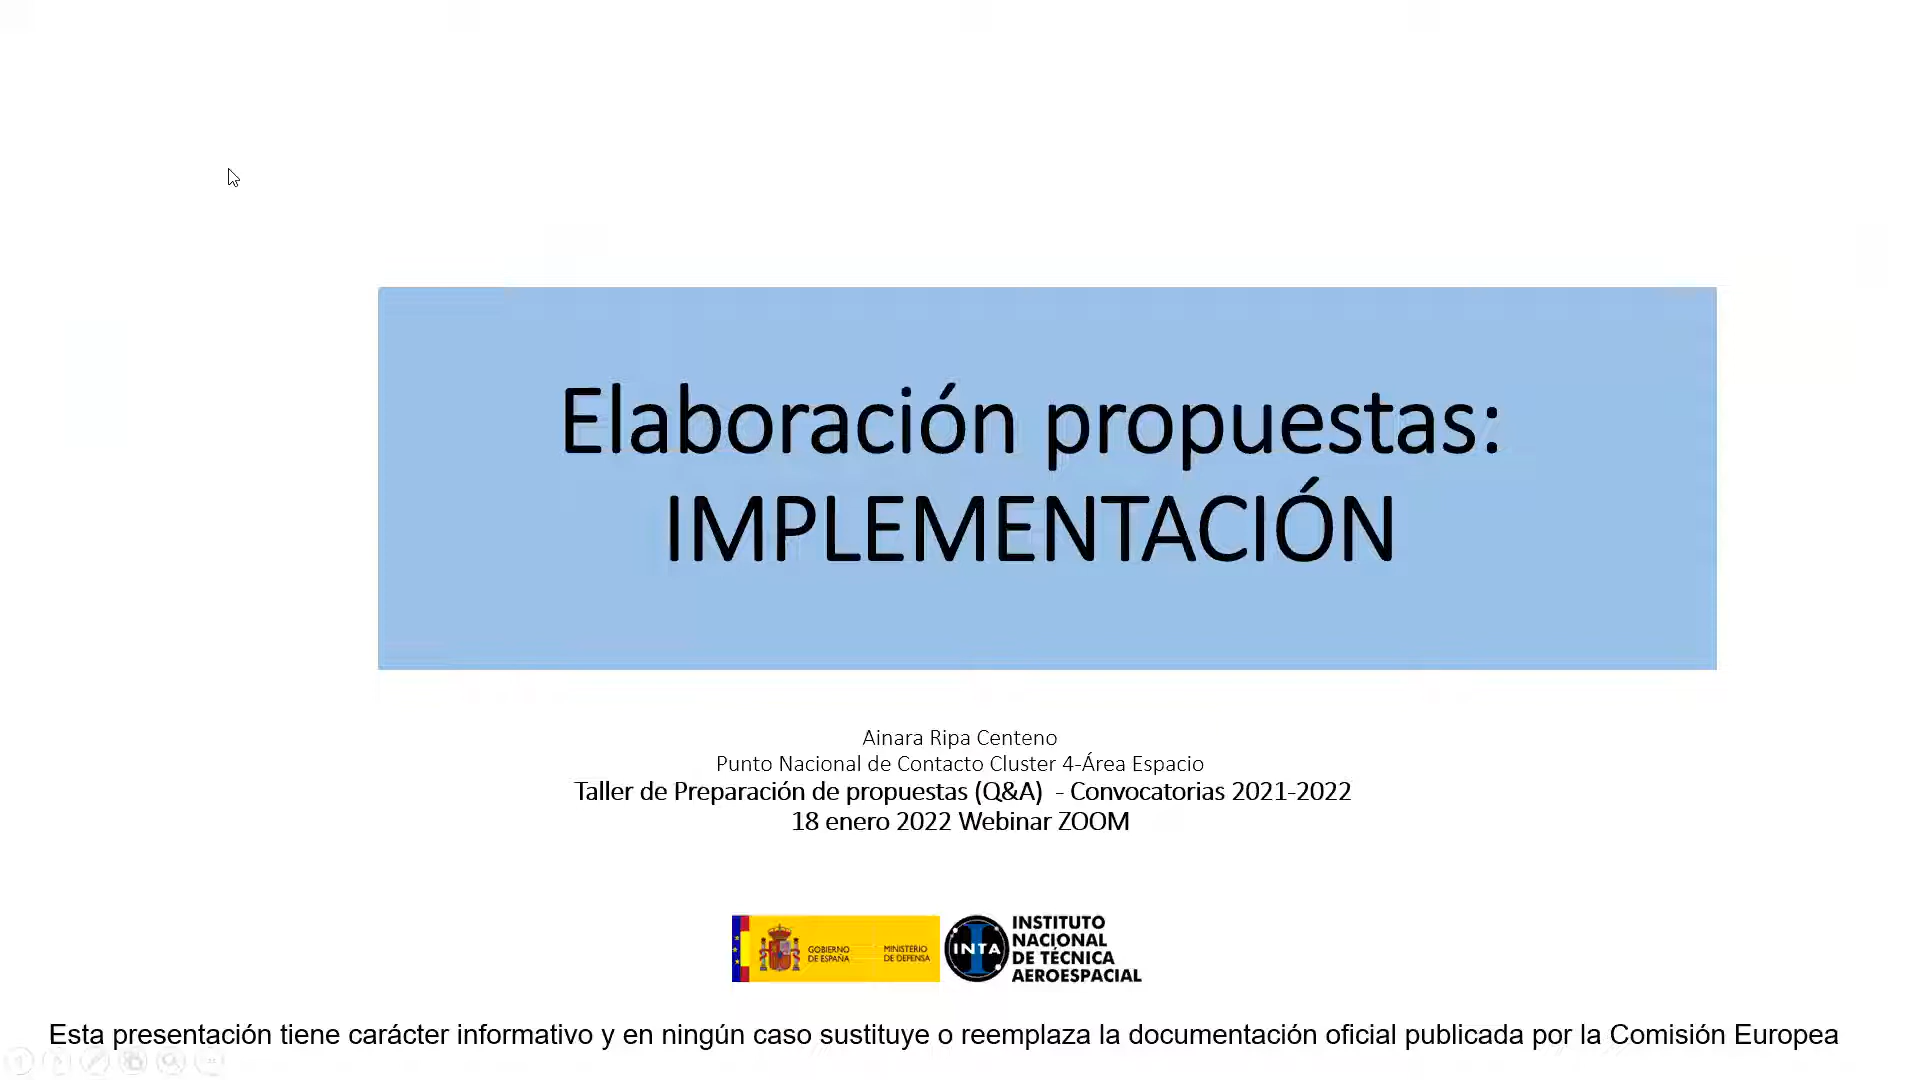 Elaboración propuestas:
IMPLEMENTACIÓN
Ainara Ripa Centeno
Punto Nacional de Contacto Cluster 4-Área Espacio
Taller de Preparación de propuestas (Q&A) - Convocatorias 2021-2022
18 enero 2022 Webinar ZOOM
GOBIERNO
DE ESPAÑA
MINISTERIO
DE DEFENSA
INTA
INSTITUTO
NACIONAL
DE TÉCNICA
AEROESPACIAL
Esta presentación tiene carácter informativo y en ningún caso sustituye o reemplaza la documentación oficial publicada por la Comisión Europea